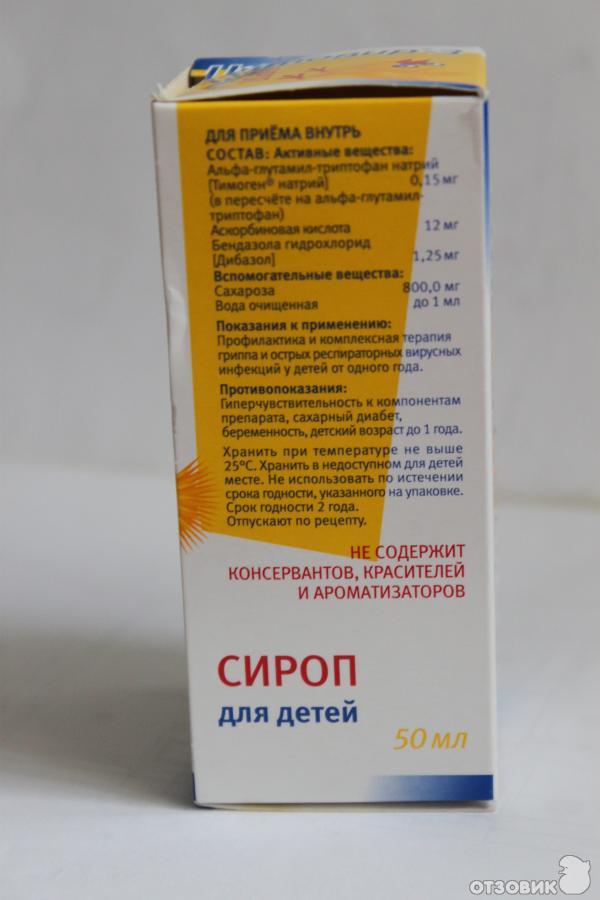 ДЛЯ ПРИЁМА ВНУТРЬ
СОСТАВ: Активные вещества:
Альфа-глутамил-триптофан натрий
[Тимоген® натрий] 0,15 мг
(в пересчёте на альфа-глутамил-
триптофан)
Аскорбиновая кислота 12 мг
Бендазола гидрохлорид
[Дибазол] 1,25 мг
Вспомогательные вещества:
Сахароза 800,0 мг
Вода очищенная до 1 мл
Показания к применению:
Профилактика и комплексная терапия
гриппа и острых респираторных вирусных
инфекций у детей от одного года.
Противопоказания:
Гиперчувствительность к компонентам
препарата, сахарный диабет,
беременность, детский возраст до 1 года.
Хранить при температуре не выше
25°С. Хранить в недоступном для детей
месте. Не использовать по истечении
срока годности, указанного на упаковке.
Срок годности 2 года.
Отпускают по рецепту.
НЕ СОДЕРЖИТ
КОНСЕРВАНТОВ, КРАСИТЕЛЕЙ
И АРОМАТИЗАТОРОВ
СИРОП
для детей
50 мл
ОТЗОВИК